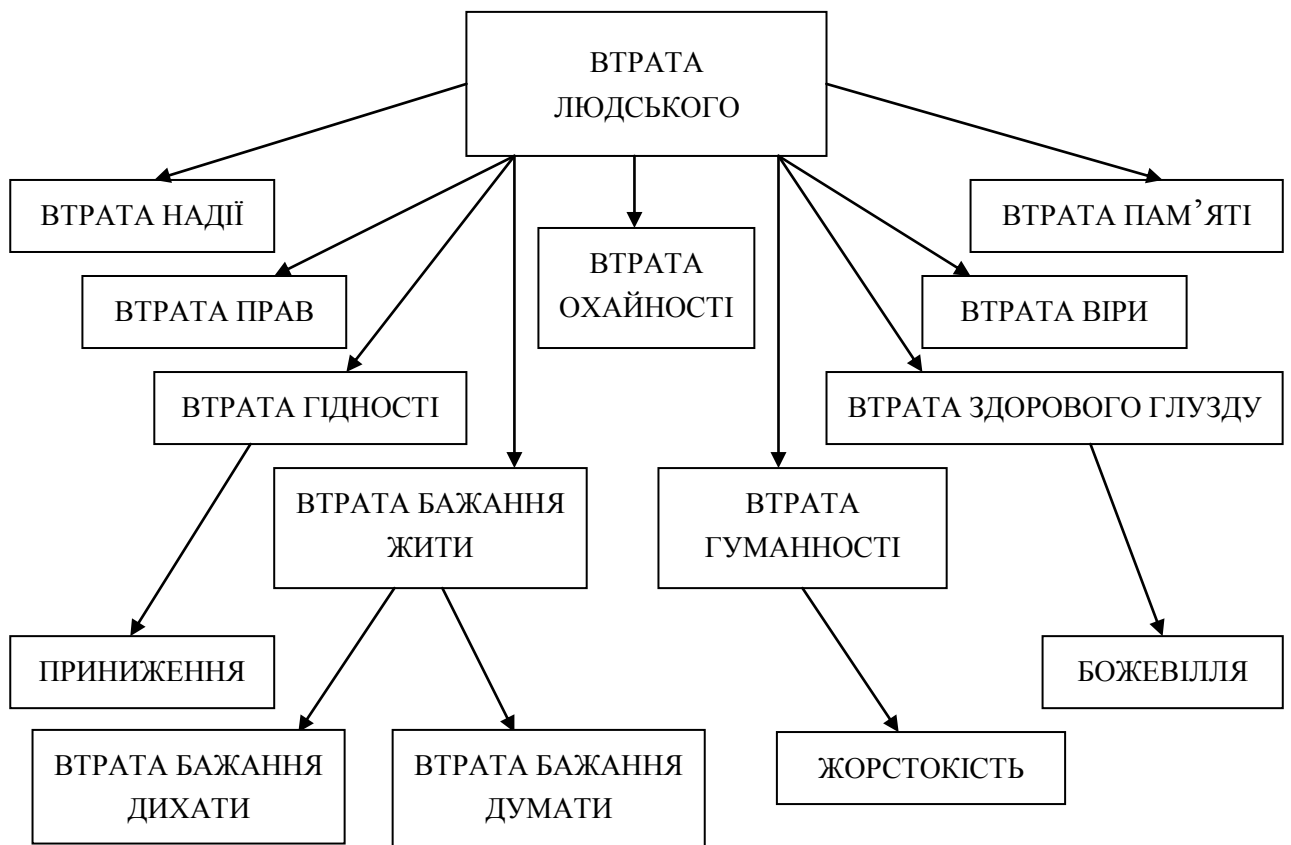 ВТРАТА
ЛЮДСЬКОГО
ВТРАТА НАДІЇ
ВТРАТА ПАМ’ЯТІ
ВТРАТА
ОХАЙНОСТІ
ВТРАТА ПРАВ
ВТРАТА ВІРИ
ВТРАТА ГІДНОСТІ
ВТРАТА ЗДОРОВОГО ГЛУЗДУ
ВТРАТА БАЖАННЯ
ЖИТИ
ВТРАТА
ГУМАННОСТІ
ПРИНИЖЕННЯ
БОЖЕВІЛЛЯ
ВТРАТА БАЖАННЯ
ДИХАТИ
ВТРАТА БАЖАННЯ
ДУМАТИ
ЖОРСТОКІСТЬ